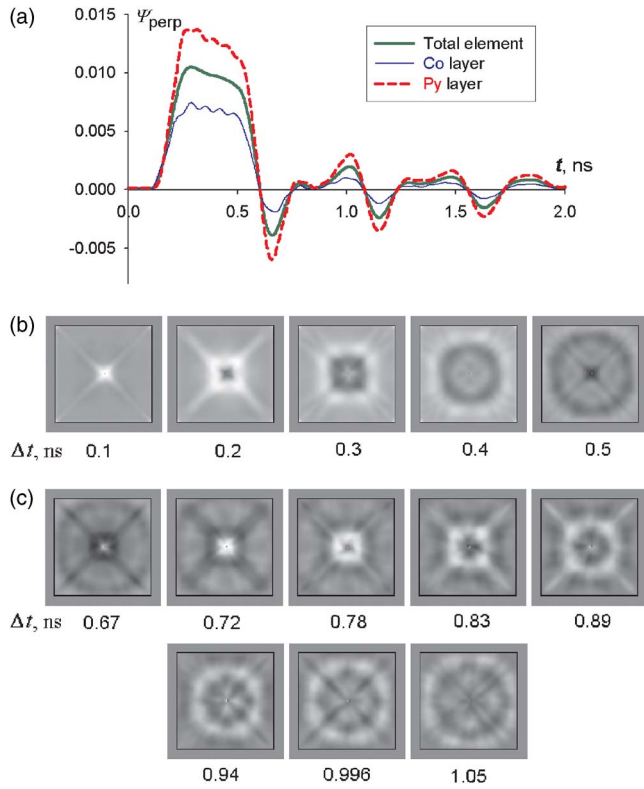 (a)
Ψperp
0.015
0.010
0.005
0.000
-0.005
Total element
Co layer
Py layer
t, ns
0.0 0.5 1.0 1.5 2.0
(b)
Δt, ns 0.1 0.2 0.3 0.4 0.5
(c)
Δt, ns 0.67 0.72 0.78 0.83 0.89
0.94 0.996 1.05